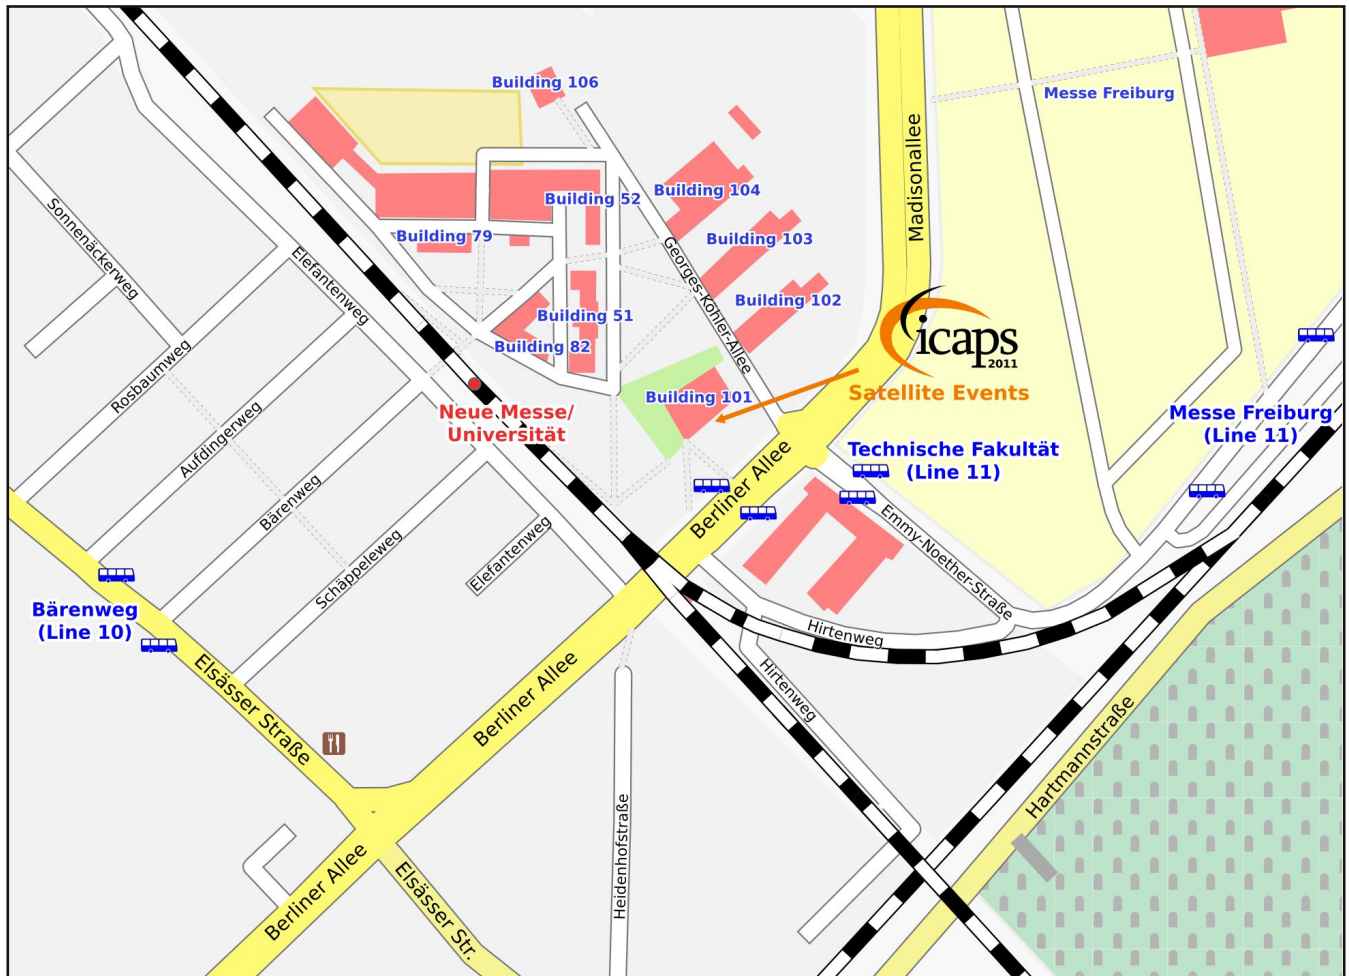 Building 106
Messe Freiburg
Madisonallee
Building 104
Building 52
Building 79
Building 103
Georges-Köhler-Allee
Building 102
Sonnenäckerweg
Elefantenweg
Building 51
Building 82
icaps
2011
Satellite Events
Rosbaumweg
Building 101
Neue Messe/
Universität
Messe Freiburg
(Line 11)
Aufdingerweg
Technische Fakultät
(Line 11)
Berliner Allee
Bärenweg
Emmy-Noether-Straße
Elefantenweg
Schäppeleweg
Bärenweg
(Line 10)
Hirtenweg
Elsässer Straße
Berliner Allee
Hirtenweg
Hartmannstraße
Heidenhofstraße
Berliner Allee
Elsässer Str.